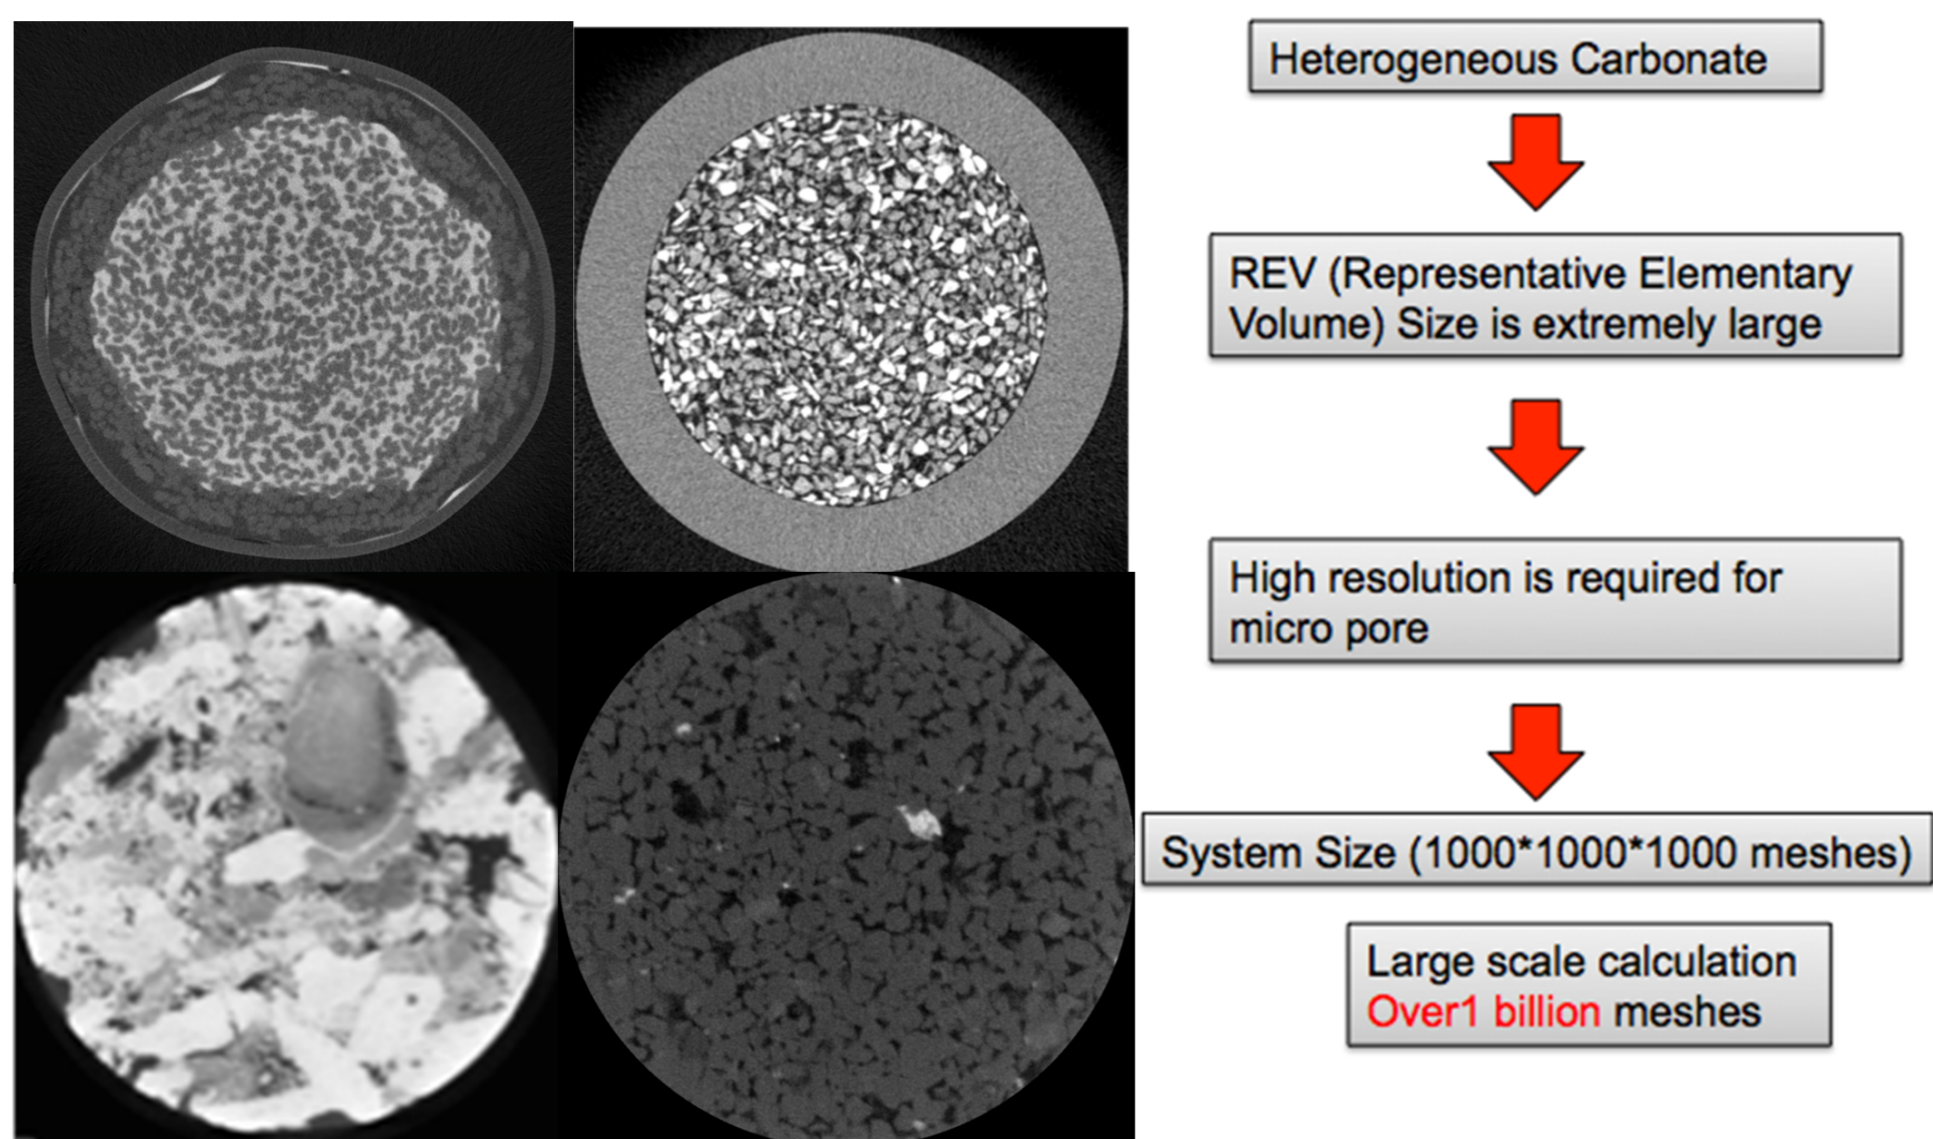 Heterogeneous Carbonate
REV (Representative Elementary
Volume) Size is extremely large
High resolution is required for
micro pore
System Size (1000*1000*1000 meshes)
Large scale calculation
Over1 billion meshes